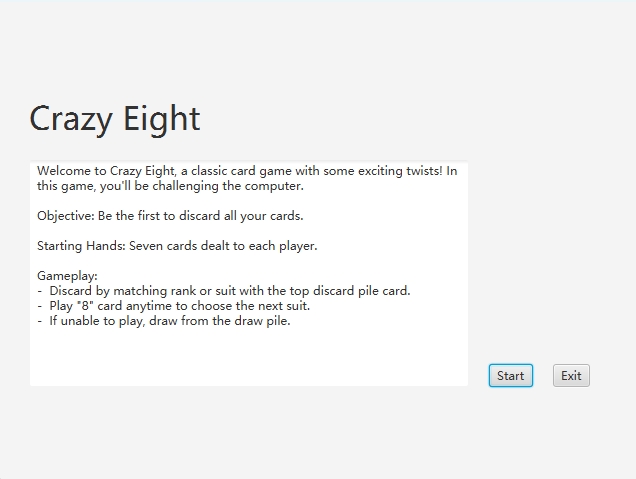 Crazy Eight
Welcome to Crazy Eight, a classic card game with some exciting twists! In
this game, you'll be challenging the computer.
Objective: Be the first to discard all your cards.
Starting Hands: Seven cards dealt to each player.
Gameplay:
-  Discard by matching rank or suit with the top discard pile card.
-  Play "8" card anytime to choose the next suit.
-  If unable to play, draw from the draw pile.
Start
Exit